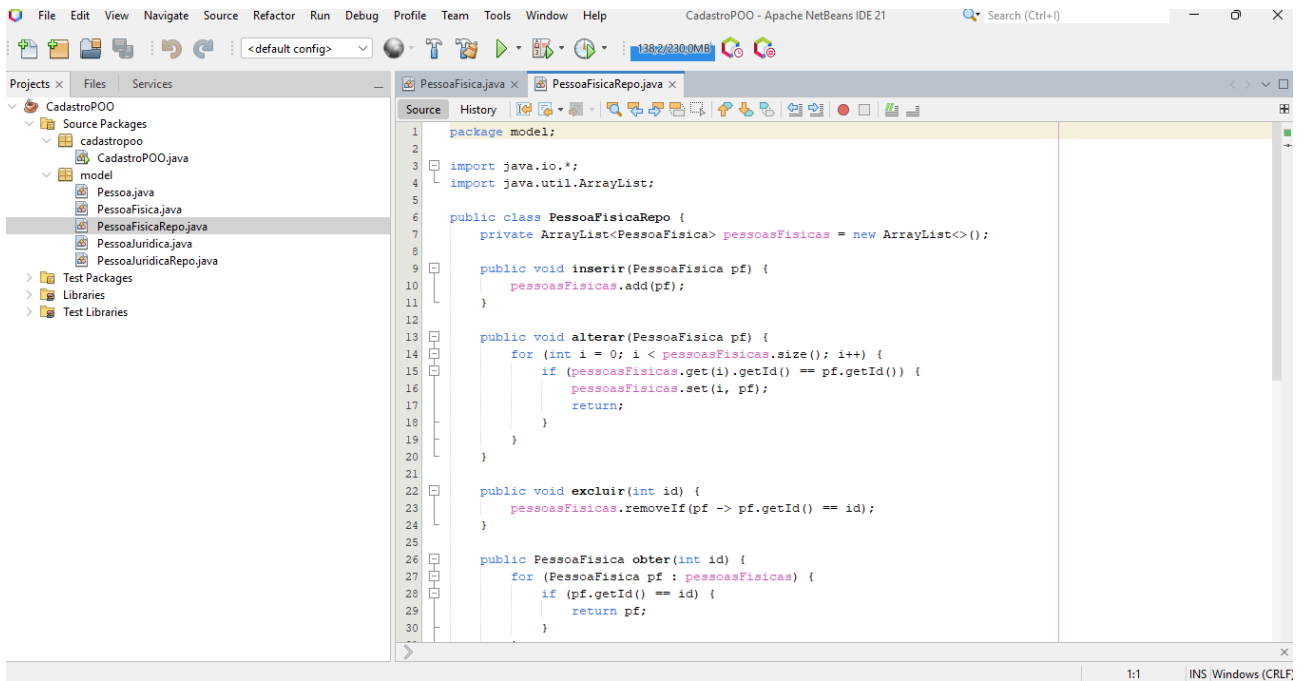 File Edit View Navigate Source Refactor Run Debug Profile Team Tools Window Help CadastroPOO - Apache NetBeans IDE 21 Search (Ctrl+I)
<default config> 138,2/230,0MB
Projects Files Services
CadastroPOO
Source Packages
cadastropoo
CadastroPOO.java
model
Pessoa.java
PessoaFisica.java
PessoaFisicaRepo.java
PessoaJuridica.java
PessoaJuridicaRepo.java
Test Packages
Libraries
Test Libraries
PessoaFisica.java PessoaFisicaRepo.java
Source History
1 package model;
2
3 import java.io.*;
4 import java.util.ArrayList;
5
6 public class PessoaFisicaRepo {
7 private ArrayList<PessoaFisica> pessoasFisicas = new ArrayList<>();
8
9 public void inserir(PessoaFisica pf) {
10 pessoasFisicas.add(pf);
11 }
12
13 public void alterar(PessoaFisica pf) {
14 for (int i = 0; i < pessoasFisicas.size(); i++) {
15 if (pessoasFisicas.get(i).getId() == pf.getId()) {
16 pessoasFisicas.set(i, pf);
17 return;
18 }
19 }
20 }
21
22 public void excluir(int id) {
23 pessoasFisicas.removeIf(pf -> pf.getId() == id);
24 }
25
26 public PessoaFisica obter(int id) {
27 for (PessoaFisica pf : pessoasFisicas) {
28 if (pf.getId() == id) {
29 return pf;
30 }
1:1 INS Windows (CRLF)